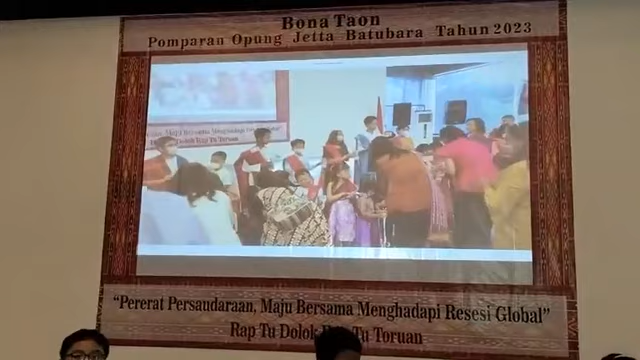 Bona Taon
Pomparan Opung Jetta Batubara Tahun 2023
"Pererat Persaudaraan, Maju Bersama Menghadapi Resesi Global"
Rap Tu Dolok Rap Tu Toruan